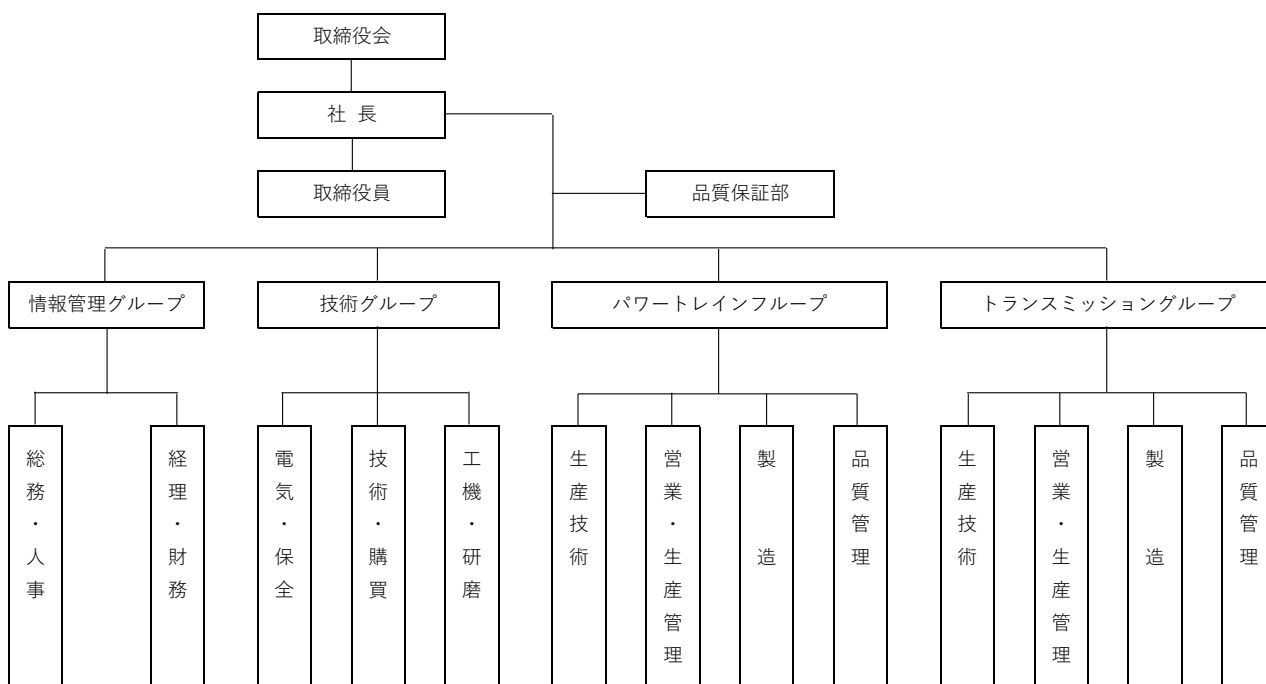 取締役会
社 長
取締役員
品質保証部
情報管理グループ
技術グループ
パワートレインフループ
トランスミッショングループ
総務・人事
経理・財務
電気・保全
技術・購買
工機・研磨
生産技術
営業・生産管理
製造
品質管理
生産技術
営業・生産管理
製造
品質管理